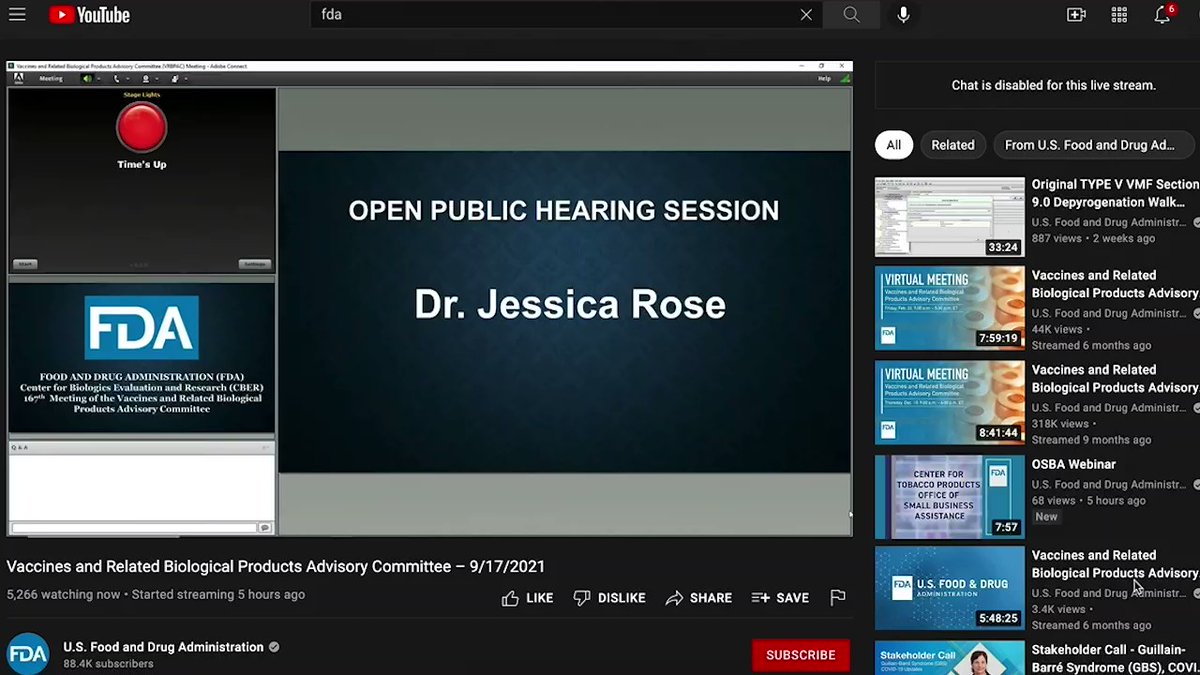 YouTube
fda
6
Vaccines and Related Biological Products Advisory Committee (VRBPAC) Meeting - Adobe Connect
Meeting
Help
Stage Lights
Time's Up
Start
Settings
FDA
FOOD AND DRUG ADMINISTRATION (FDA)
Center for Biologics Evaluation and Research (CBER)
167th Meeting of the Vaccines and Related Biological
Products Advisory Committee
Q & A
OPEN PUBLIC HEARING SESSION
Dr. Jessica Rose
Vaccines and Related Biological Products Advisory Committee – 9/17/2021
5,266 watching now • Started streaming 5 hours ago
LIKE
DISLIKE
SHARE
SAVE
FDA
U.S. Food and Drug Administration
88.4K subscribers
SUBSCRIBE
Chat is disabled for this live stream.
All
Related
From U.S. Food and Drug Ad...
33:24
Original TYPE V VMF Section
9.0 Depyrogenation Walk...
U.S. Food and Drug Administr...
887 views • 2 weeks ago
VIRTUAL MEETING
Vaccines and Related Biological
Products Advisory Committee
FDA
7:59:19
Vaccines and Related
Biological Products Advisory
U.S. Food and Drug Administr...
44K views •
Streamed 6 months ago
VIRTUAL MEETING
Vaccines and Related Biological
Products Advisory Committee
FDA
8:41:44
Vaccines and Related
Biological Products Advisory
U.S. Food and Drug Administr...
318K views •
Streamed 9 months ago
CENTER FOR
TOBACCO PRODUCTS
OFFICE OF
SMALL BUSINESS
ASSISTANCE
FDA
7:57
OSBA Webinar
U.S. Food and Drug Administr...
68 views • 5 hours ago
New
FDA
U.S. FOOD & DRUG
ADMINISTRATION
5:48:25
Vaccines and Related
Biological Products Advisory
U.S. Food and Drug Administr...
3.4K views •
Streamed 6 months ago
Stakeholder Call
Guillain-Barré Syndrome (GBS)
COVID-19 Updates
Stakeholder Call - Guillain-
Barré Syndrome (GBS), COVI...